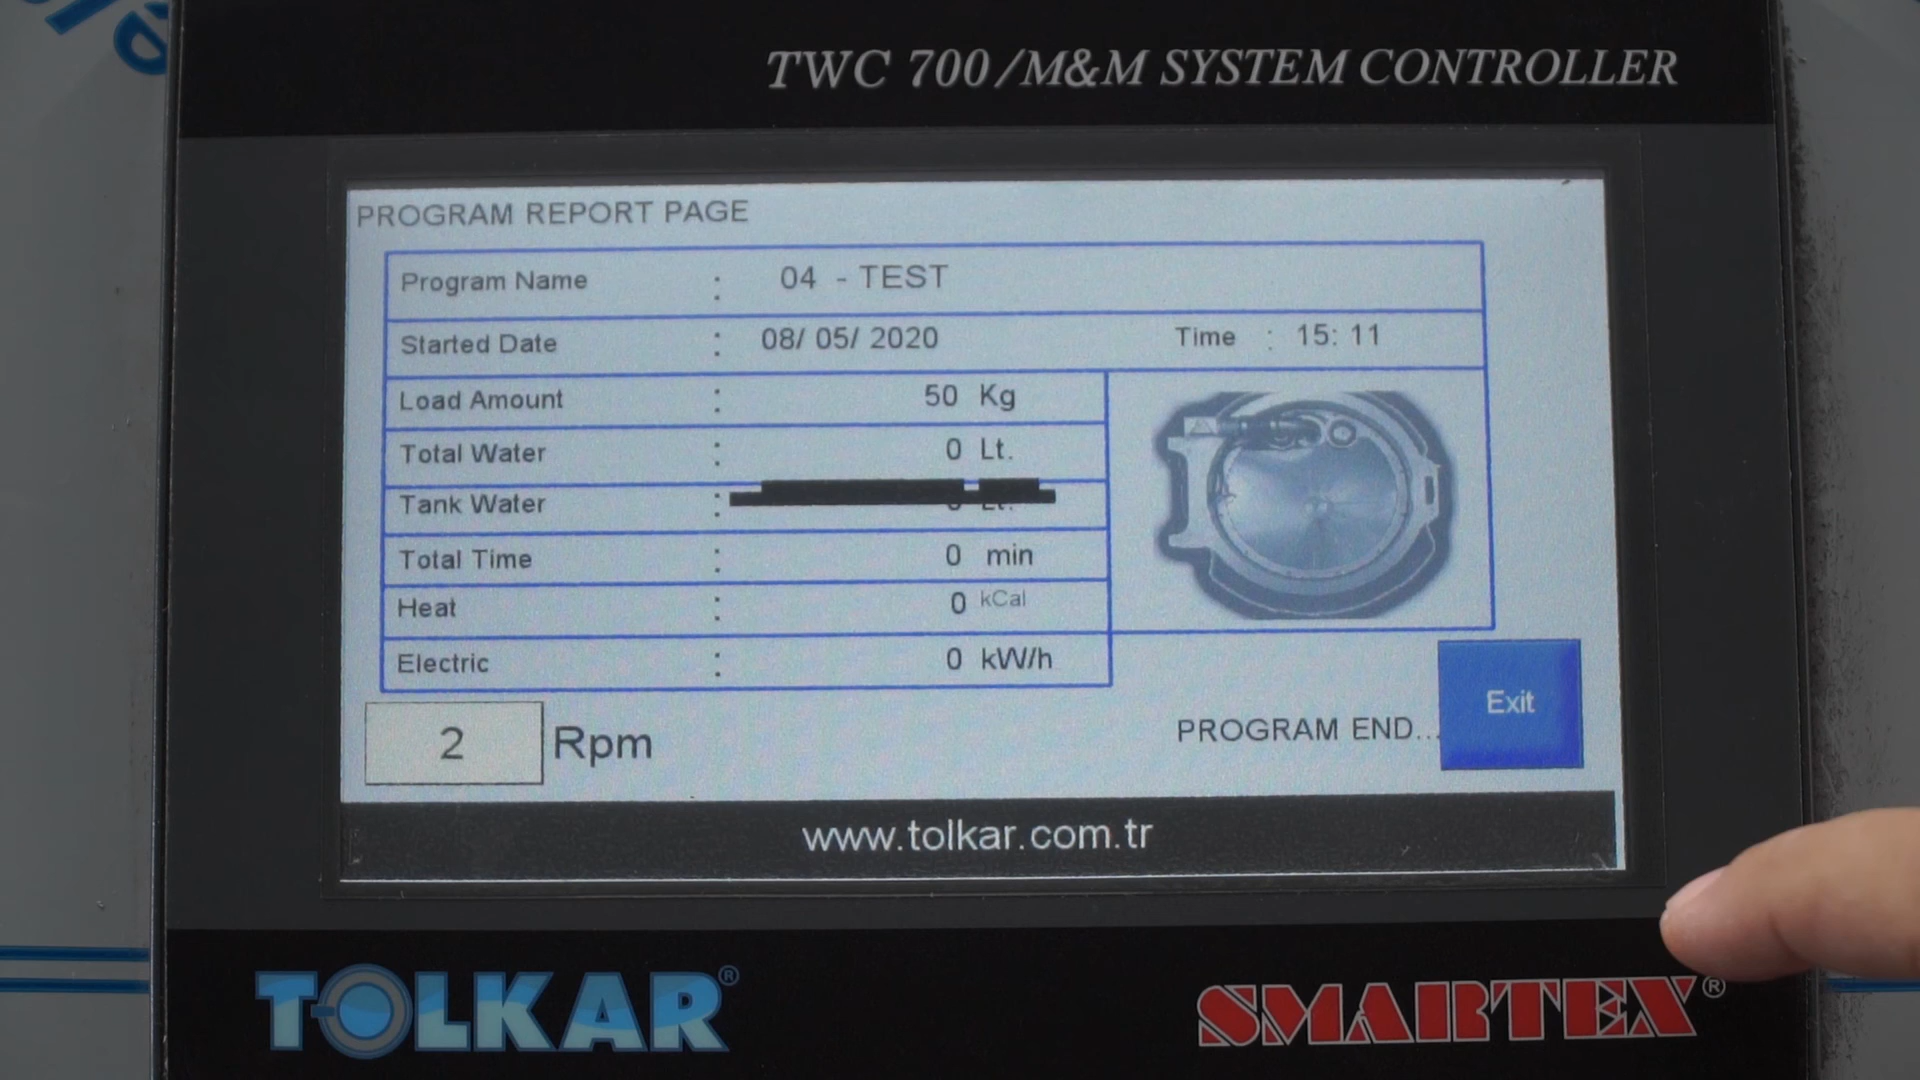 TWC 700/M&M SYSTEM CONTROLLER
PROGRAM REPORT PAGE
Program Name : 04 - TEST
Started Date : 08/ 05/ 2020 Time : 15: 11
Load Amount : 50 Kg
Total Water : 0 Lt.
Tank Water :
Total Time : 0 min
Heat : 0 kCal
Electric : 0 kW/h
2 Rpm
PROGRAM END...
Exit
www.tolkar.com.tr
TOLKAR®
SMARTEX®